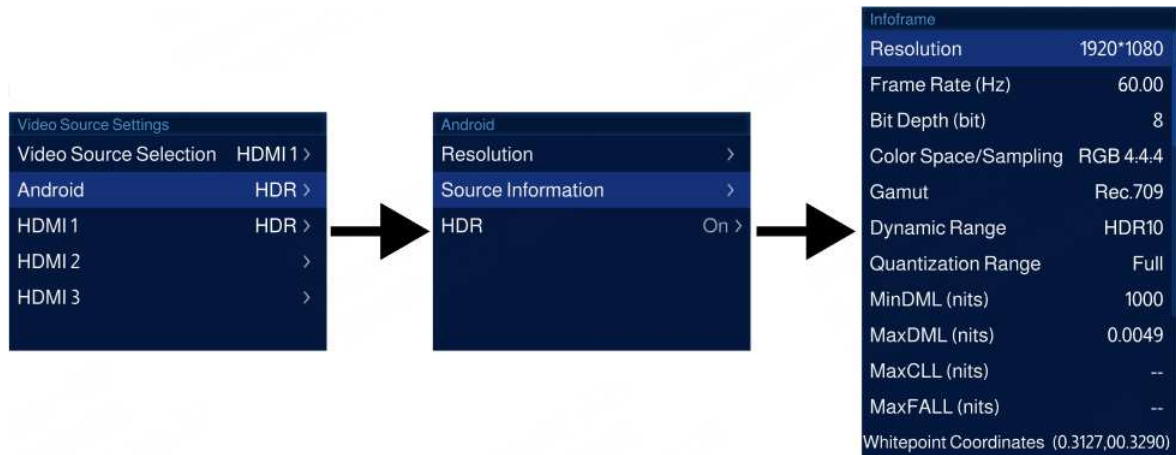 Video Source Settings
Video Source Selection HDMI 1 >
Android HDR >
HDMI 1 HDR >
HDMI 2 >
HDMI 3 >
Android
Resolution >
Source Information >
HDR On >
Infoframe
Resolution 1920*1080
Frame Rate (Hz) 60.00
Bit Depth (bit) 8
Color Space/Sampling RGB 4:4:4
Gamut Rec.709
Dynamic Range HDR10
Quantization Range Full
MinDML (nits) 1000
MaxDML (nits) 0.0049
MaxCLL (nits) --
MaxFALL (nits) --
Whitepoint Coordinates (0.3127,00.3290)